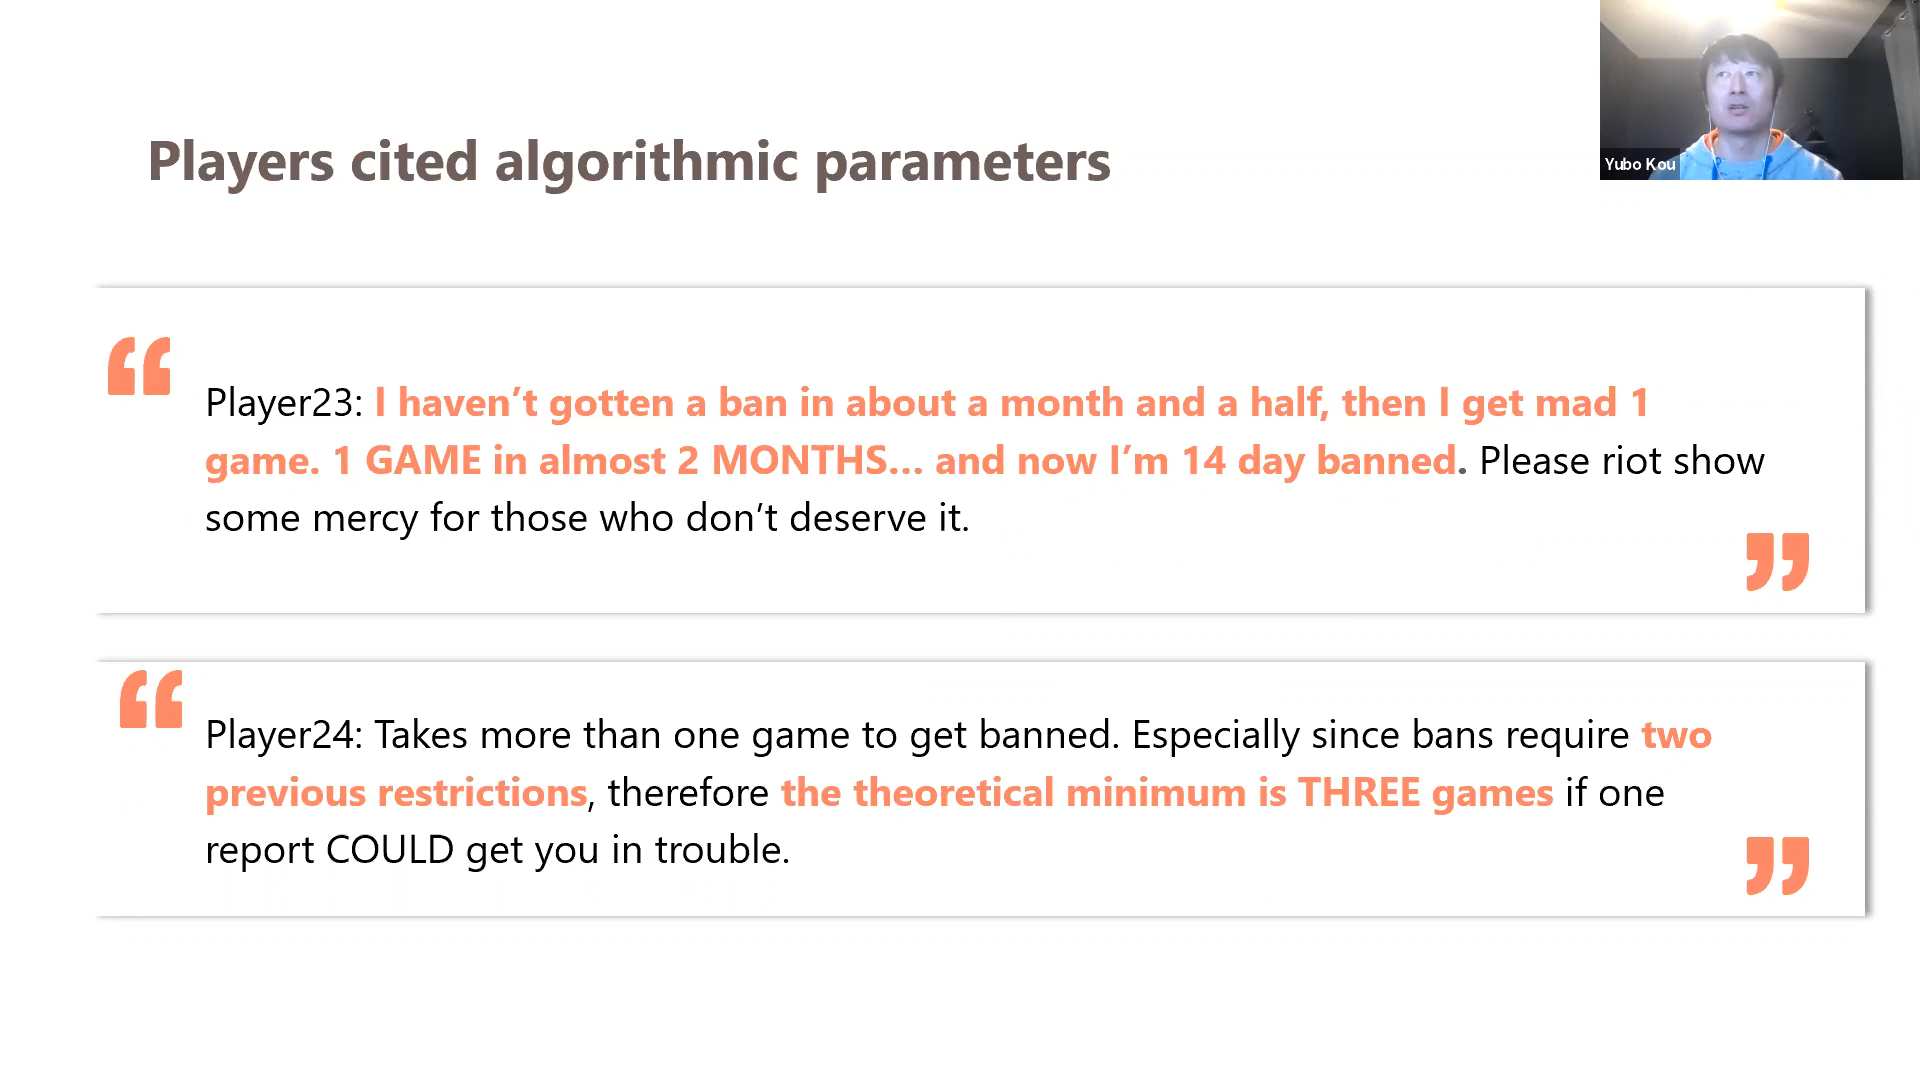 Yubo Kou
Players cited algorithmic parameters
“
Player23: I haven’t gotten a ban in about a month and a half, then I get mad 1
game. 1 GAME in almost 2 MONTHS... and now I’m 14 day banned. Please riot show
some mercy for those who don’t deserve it.
”
“
Player24: Takes more than one game to get banned. Especially since bans require two
previous restrictions, therefore the theoretical minimum is THREE games if one
report COULD get you in trouble.
”